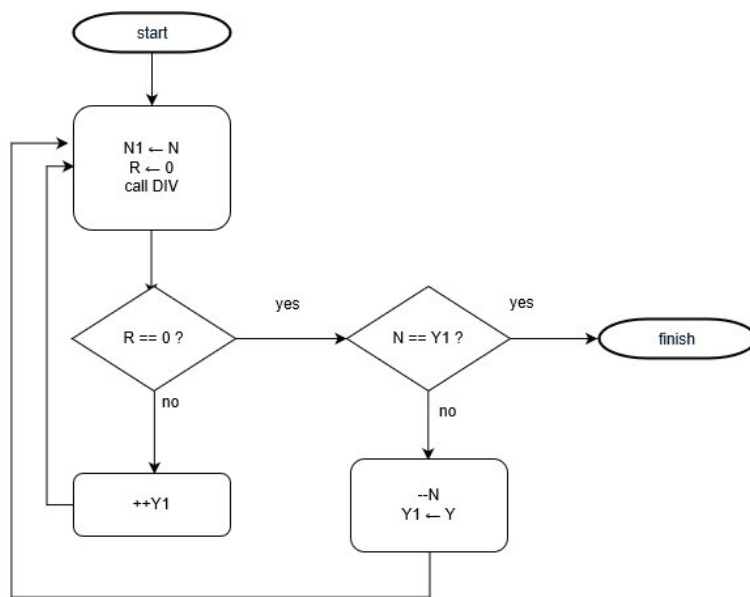 start
N1 ← N
R ← 0
call DIV
R == 0 ?
yes
N == Y1 ?
yes
finish
no
no
++Y1
--N
Y1 ← Y